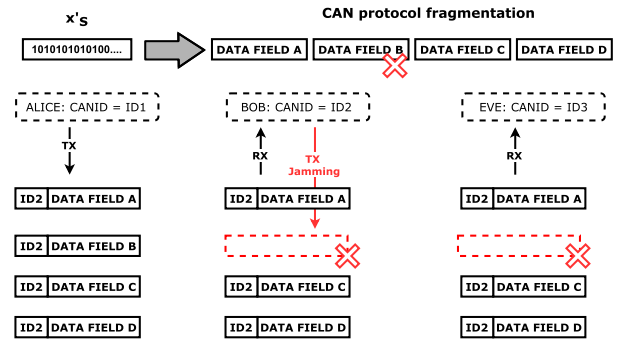 x's
CAN protocol fragmentation
1010101010100....
DATA FIELD A
DATA FIELD B
DATA FIELD C
DATA FIELD D
ALICE: CANID = ID1
BOB: CANID = ID2
EVE: CANID = ID3
TX
RX
TX
Jamming
RX
ID2 DATA FIELD A
ID2 DATA FIELD A
ID2 DATA FIELD A
ID2 DATA FIELD B
ID2 DATA FIELD C
ID2 DATA FIELD C
ID2 DATA FIELD C
ID2 DATA FIELD D
ID2 DATA FIELD D
ID2 DATA FIELD D